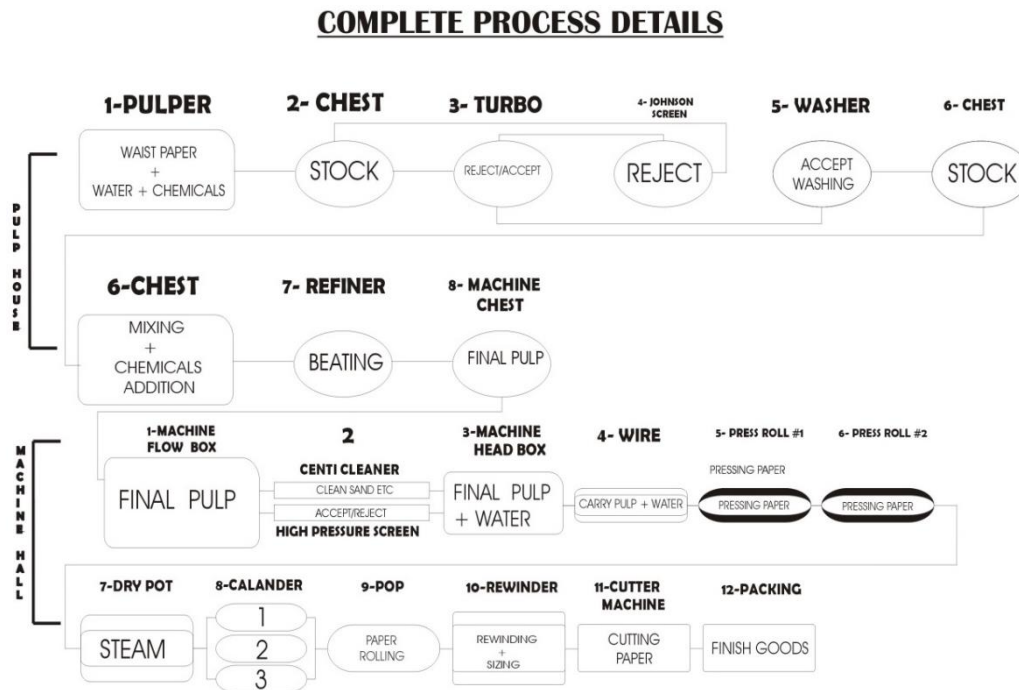 COMPLETE PROCESS DETAILS
1-PULPER
2- CHEST
3- TURBO
4- JOHNSON
SCREEN
5- WASHER
6- CHEST
WAIST PAPER
+
WATER + CHEMICALS
STOCK
REJECT/ACCEPT
REJECT
ACCEPT
WASHING
STOCK
PULP HOUSE
6-CHEST
7- REFINER
8- MACHINE
CHEST
MIXING
+
CHEMICALS
ADDITION
BEATING
FINAL PULP
MACHINE HALL
1-MACHINE
FLOW BOX
2
3-MACHINE
HEAD BOX
4- WIRE
5- PRESS ROLL #1
6- PRESS ROLL #2
FINAL PULP
CENTI CLEANER
CLEAN SAND ETC
ACCEPT/REJECT
HIGH PRESSURE SCREEN
FINAL PULP
+ WATER
CARRY PULP + WATER
PRESSING PAPER
PRESSING PAPER
PRESSING PAPER
7-DRY POT
8-CALANDER
9-POP
10-REWINDER
11-CUTTER
MACHINE
12-PACKING
STEAM
1
2
3
PAPER
ROLLING
REWINDING
+
SIZING
CUTTING
PAPER
FINISH GOODS